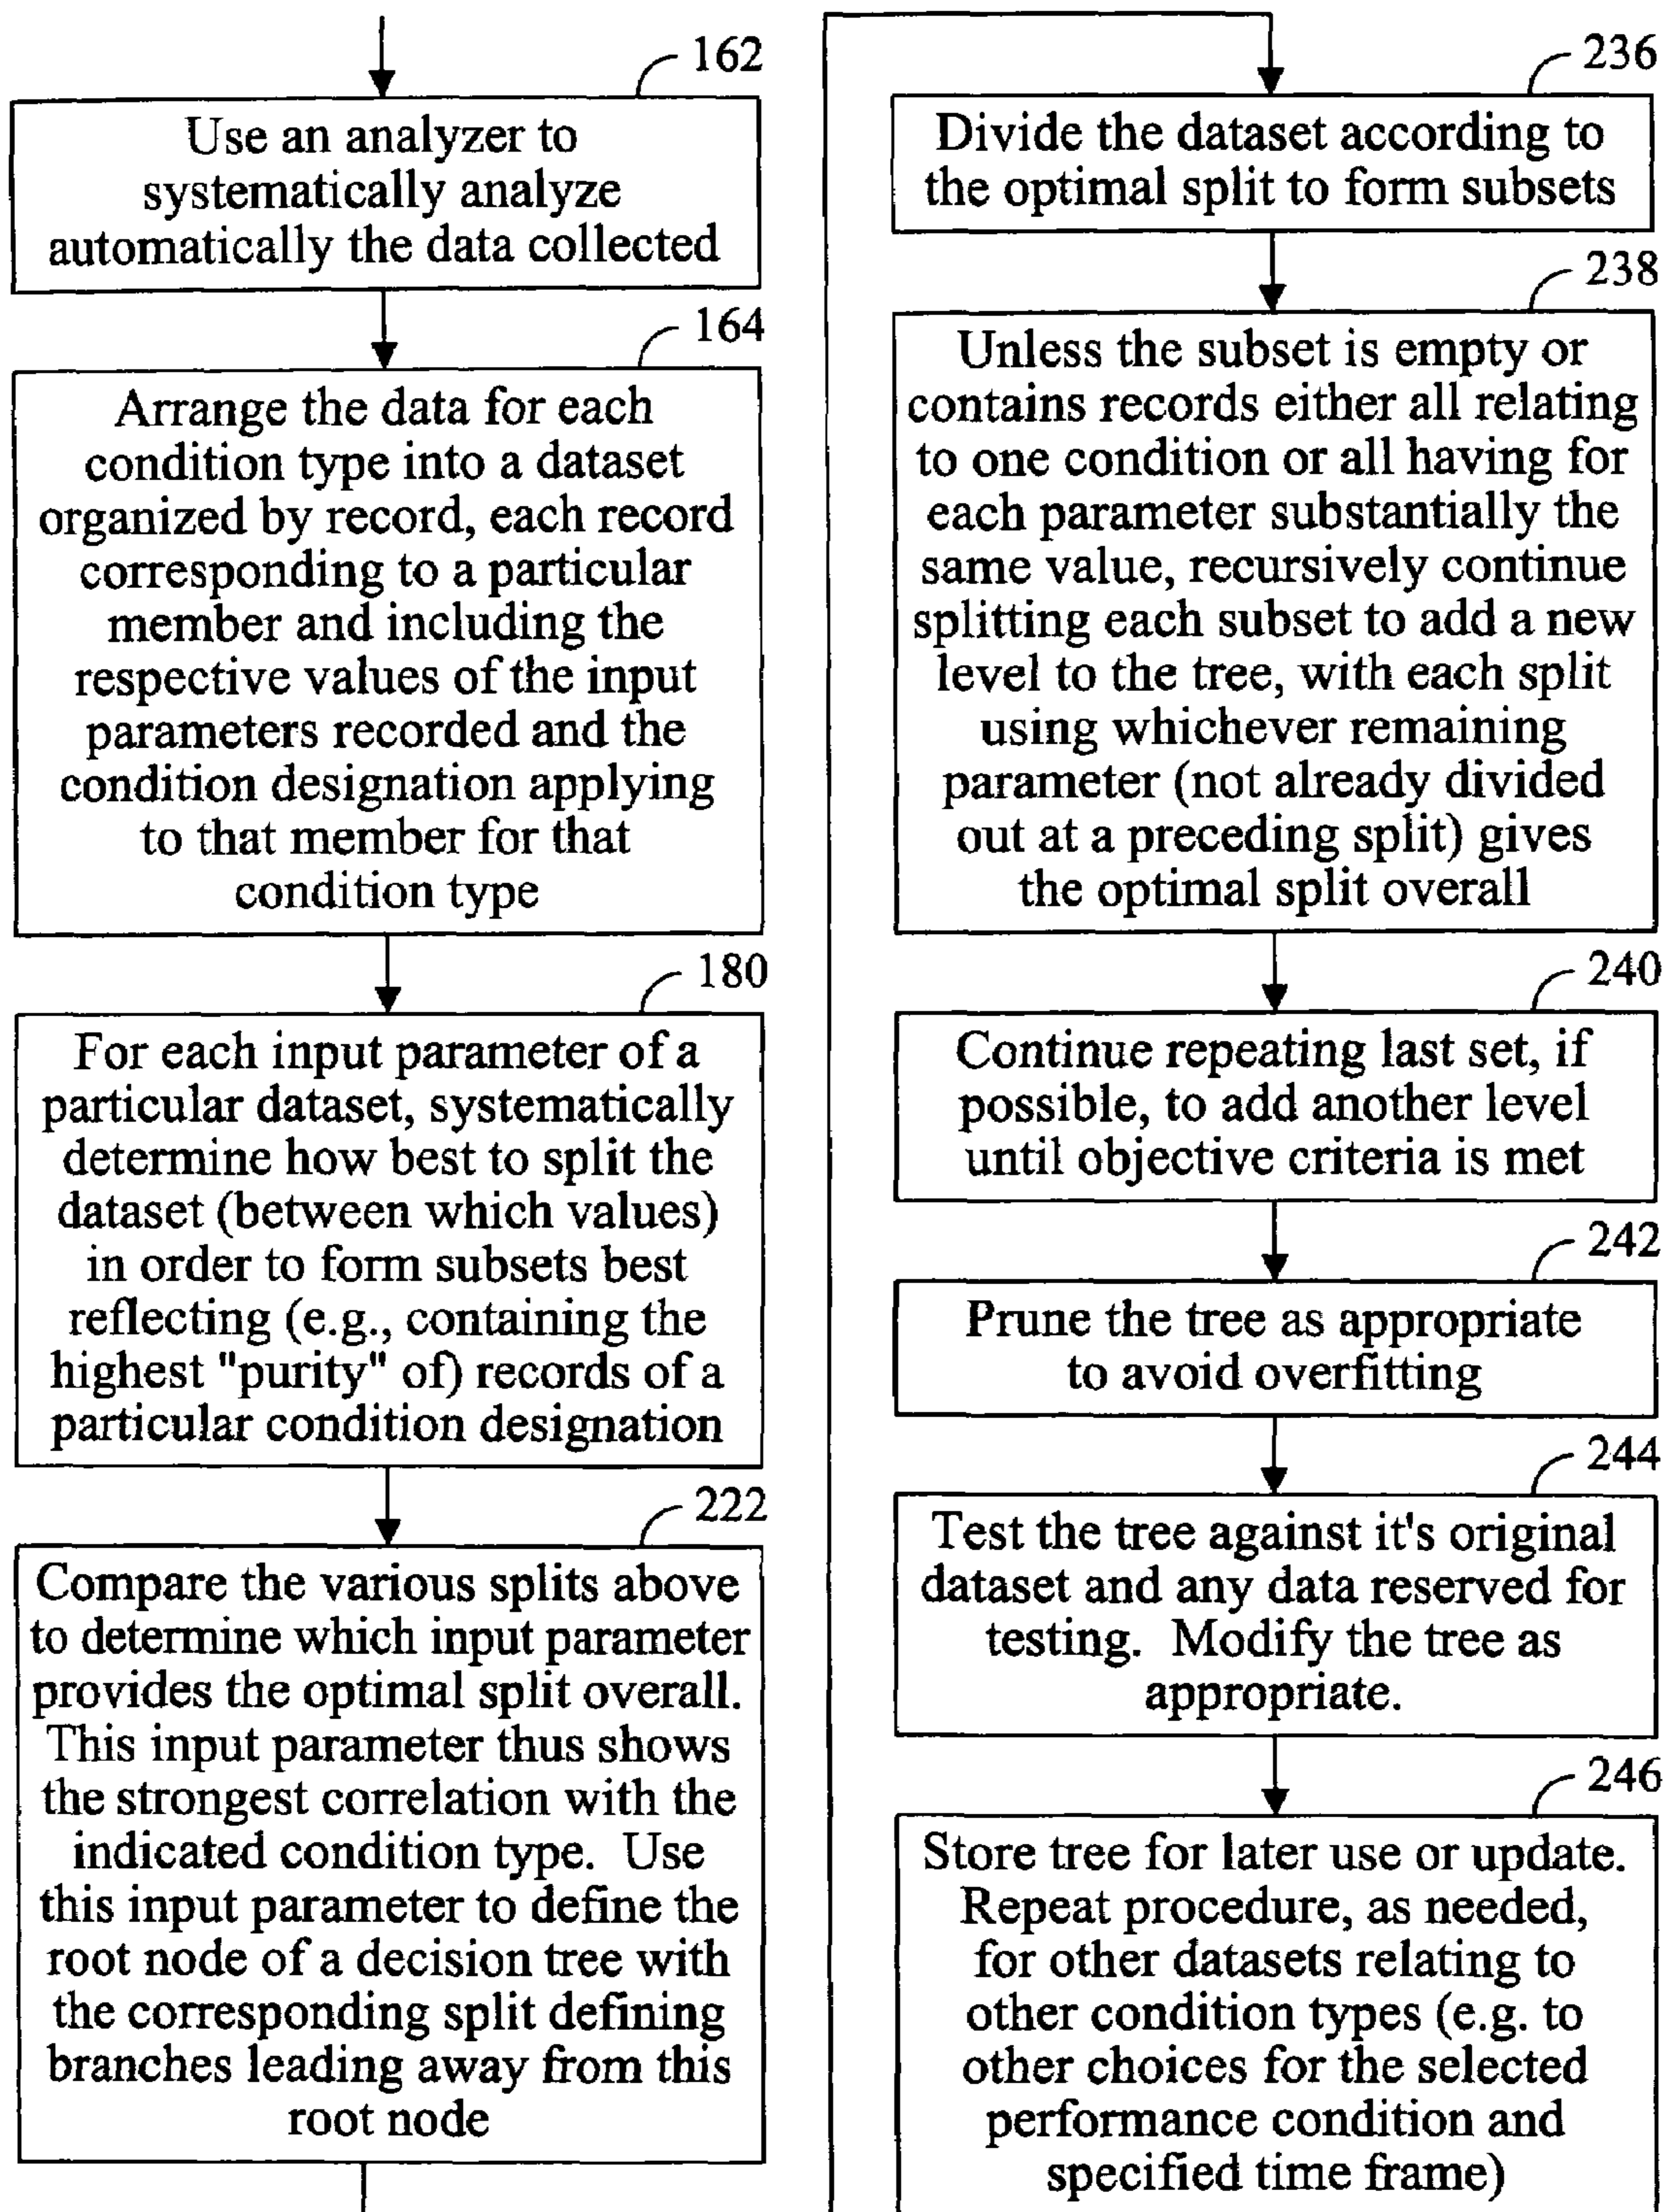 162
Use an analyzer to
systematically analyze
automatically the data collected
164
Arrange the data for each
condition type into a dataset
organized by record, each record
corresponding to a particular
member and including the
respective values of the input
parameters recorded and the
condition designation applying
to that member for that
condition type
180
For each input parameter of a
particular dataset, systematically
determine how best to split the
dataset (between which values)
in order to form subsets best
reflecting (e.g., containing the
highest "purity" of) records of a
particular condition designation
222
Compare the various splits above
to determine which input parameter
provides the optimal split overall.
This input parameter thus shows
the strongest correlation with the
indicated condition type. Use
this input parameter to define the
root node of a decision tree with
the corresponding split defining
branches leading away from this
root node
236
Divide the dataset according to
the optimal split to form subsets
238
Unless the subset is empty or
contains records either all relating
to one condition or all having for
each parameter substantially the
same value, recursively continue
splitting each subset to add a new
level to the tree, with each split
using whichever remaining
parameter (not already divided
out at a preceding split) gives
the optimal split overall
240
Continue repeating last set, if
possible, to add another level
until objective criteria is met
242
Prune the tree as appropriate
to avoid overfitting
244
Test the tree against it's original
dataset and any data reserved for
testing. Modify the tree as
appropriate.
246
Store tree for later use or update.
Repeat procedure, as needed,
for other datasets relating to
other condition types (e.g. to
other choices for the selected
performance condition and
specified time frame)